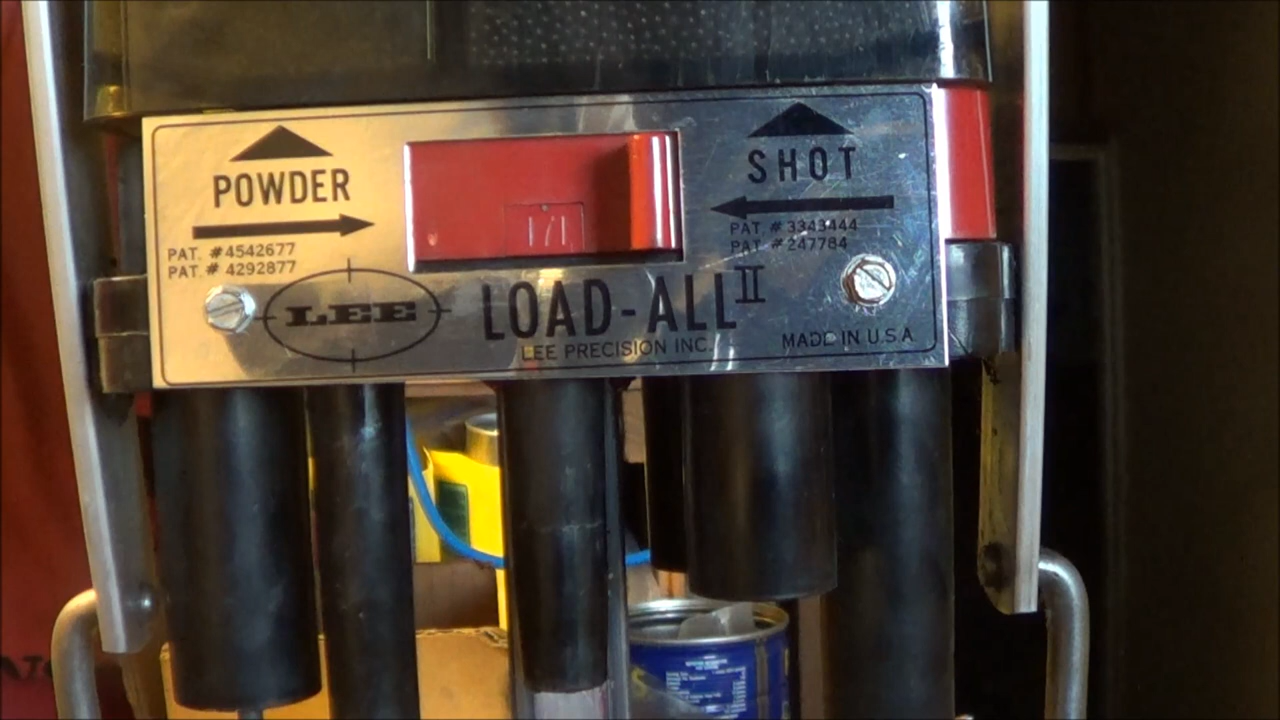 POWDER
PAT. #4542677
PAT. # 4292877
171
SHOT
PAT. #3343444
PAT. #247784
LEE
LOAD-ALL II
LEE PRECISION INC.
MADE IN U.S.A.